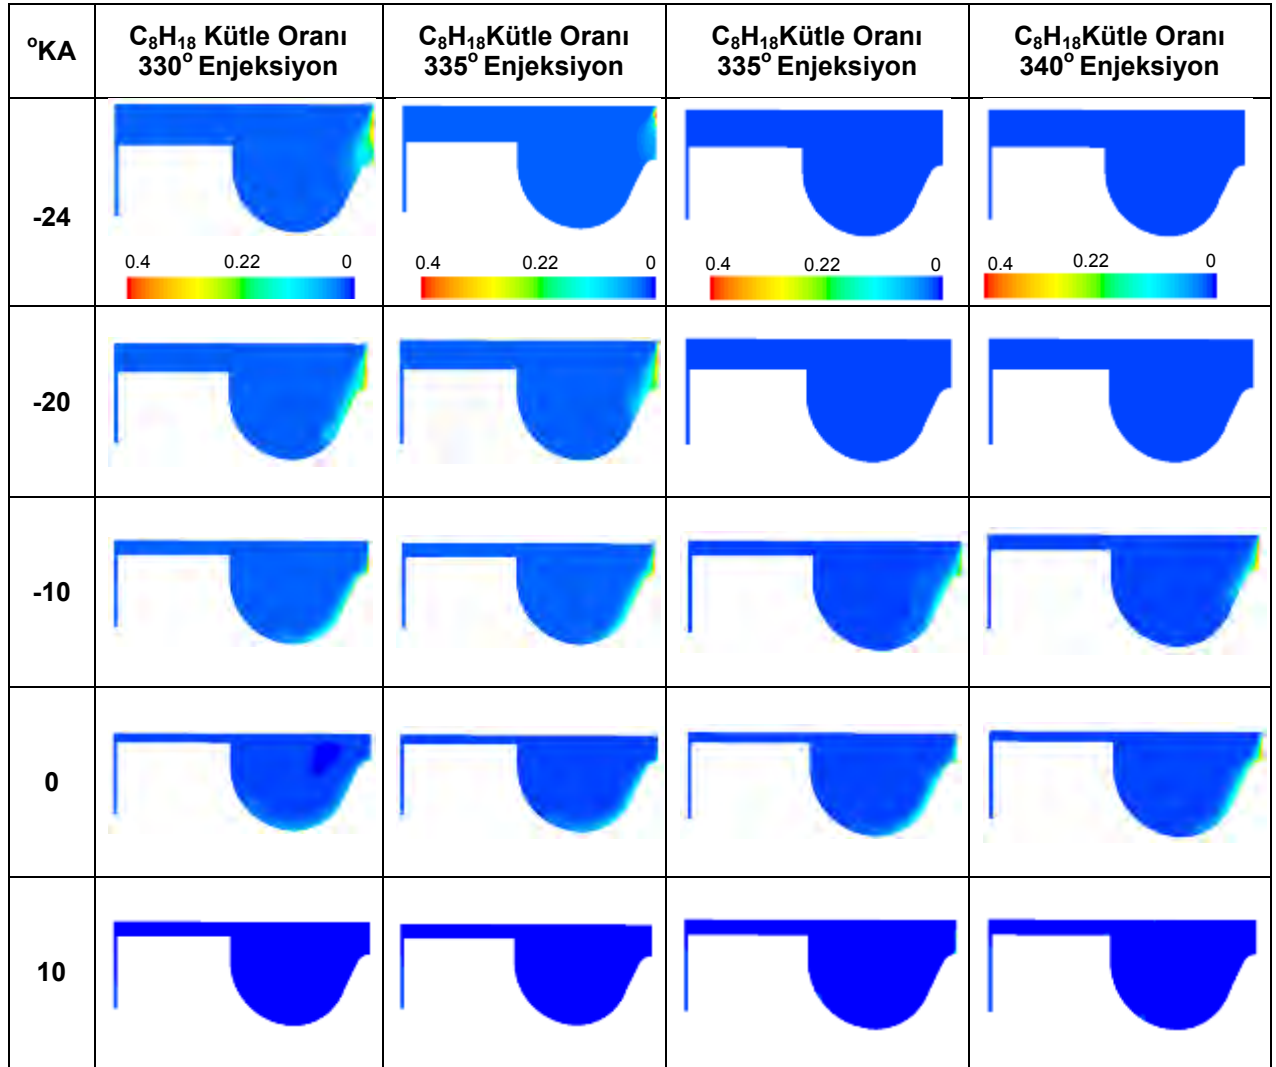 °KA
C₈H₁₈ Kütle Oranı
330° Enjeksiyon
C₈H₁₈Kütle Oranı
335° Enjeksiyon
C₈H₁₈Kütle Oranı
335° Enjeksiyon
C₈H₁₈Kütle Oranı
340° Enjeksiyon
-24
0.4 0.22 0
0.4 0.22 0
0.4 0.22 0
0.4 0.22 0
-20
-10
0
10